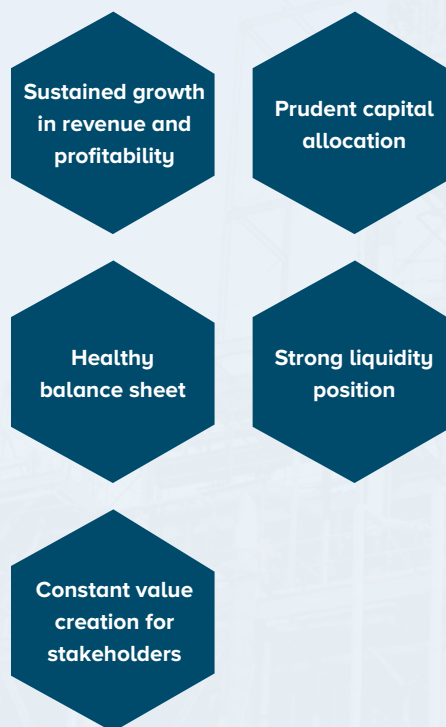 Sustained growth
in revenue and
profitability
Prudent capital
allocation
Healthy
balance sheet
Strong liquidity
position
Constant value
creation for
stakeholders